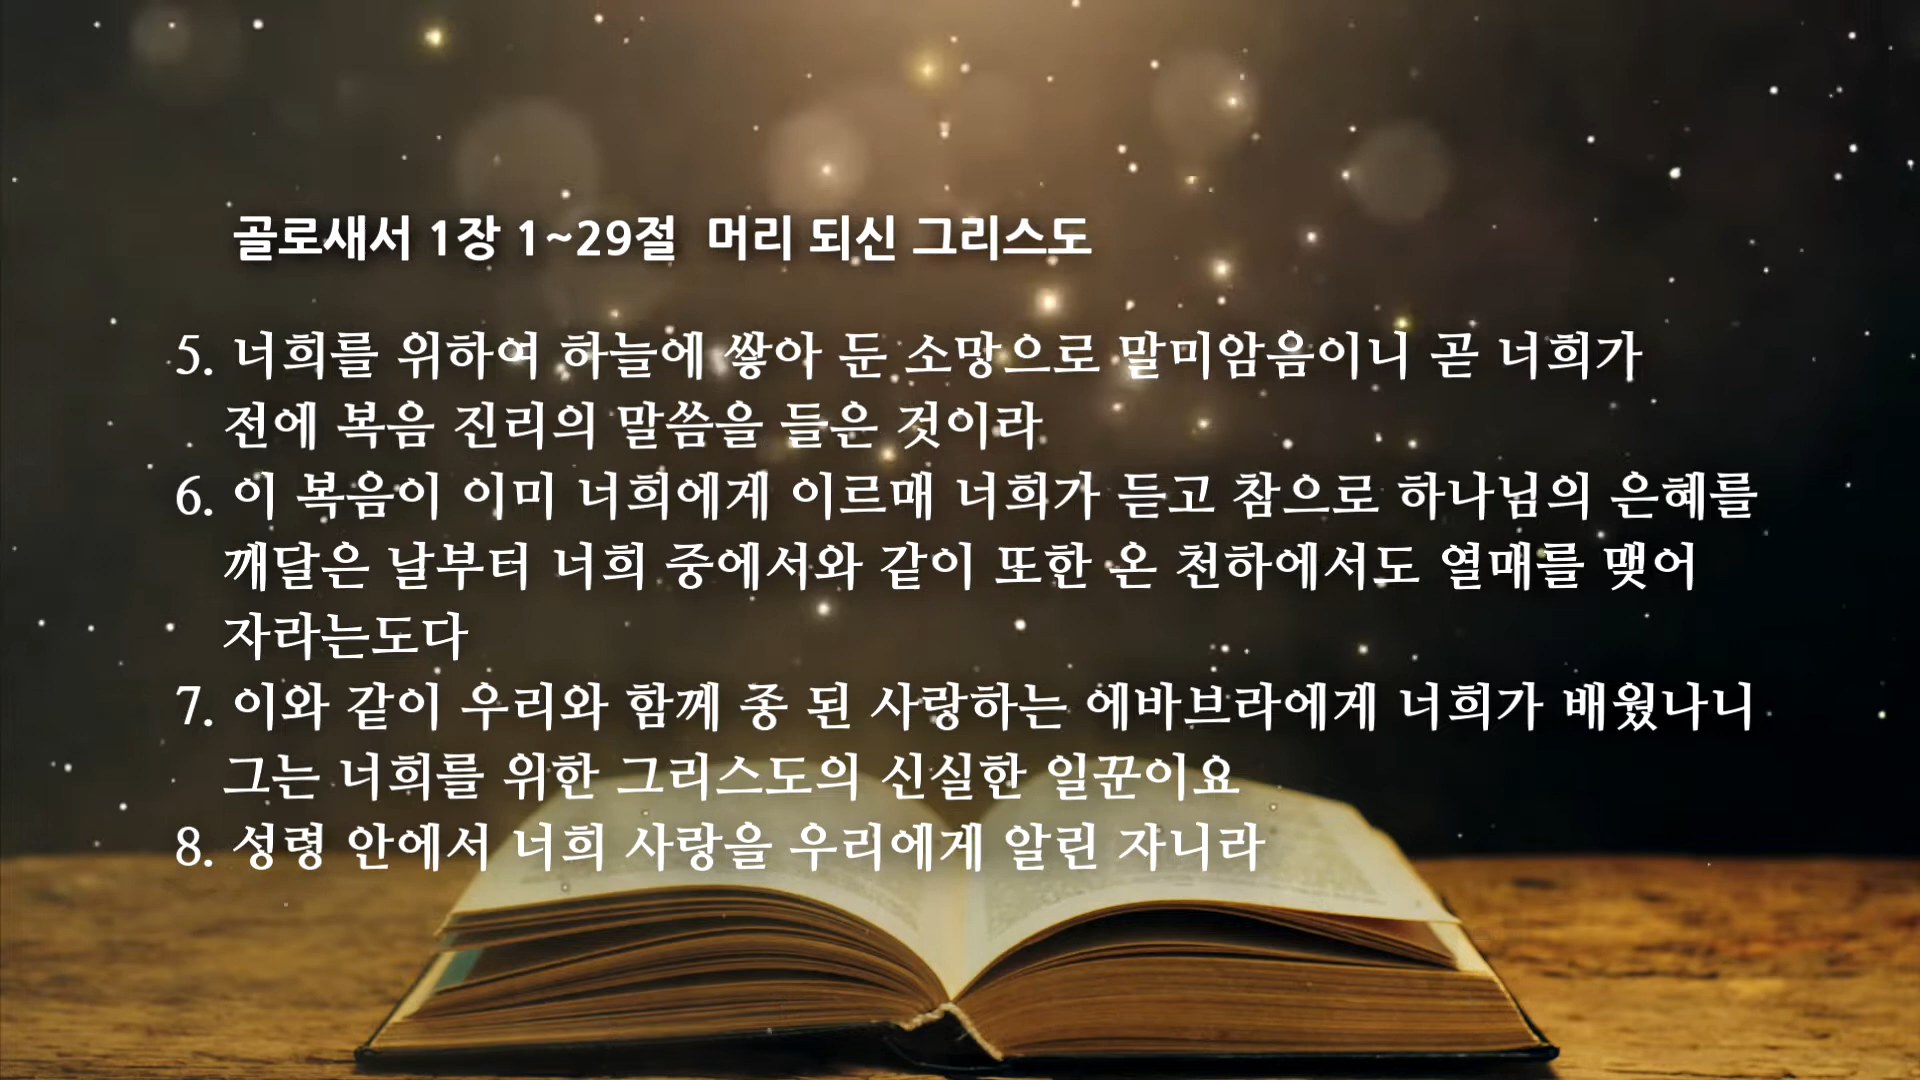 골로새서 1장 1~29절 머리 되신 그리스도
5. 너희를 위하여 하늘에 쌓아 둔 소망으로 말미암음이니 곧 너희가
전에 복음 진리의 말씀을 들은 것이라
6. 이 복음이 이미 너희에게 이르매 너희가 듣고 참으로 하나님의 은혜를
깨달은 날부터 너희 중에서와 같이 또한 온 천하에서도 열매를 맺어
자라는도다
7. 이와 같이 우리와 함께 종 된 사랑하는 에바브라에게 너희가 배웠나니
그는 너희를 위한 그리스도의 신실한 일꾼이요
8. 성령 안에서 너희 사랑을 우리에게 알린 자니라